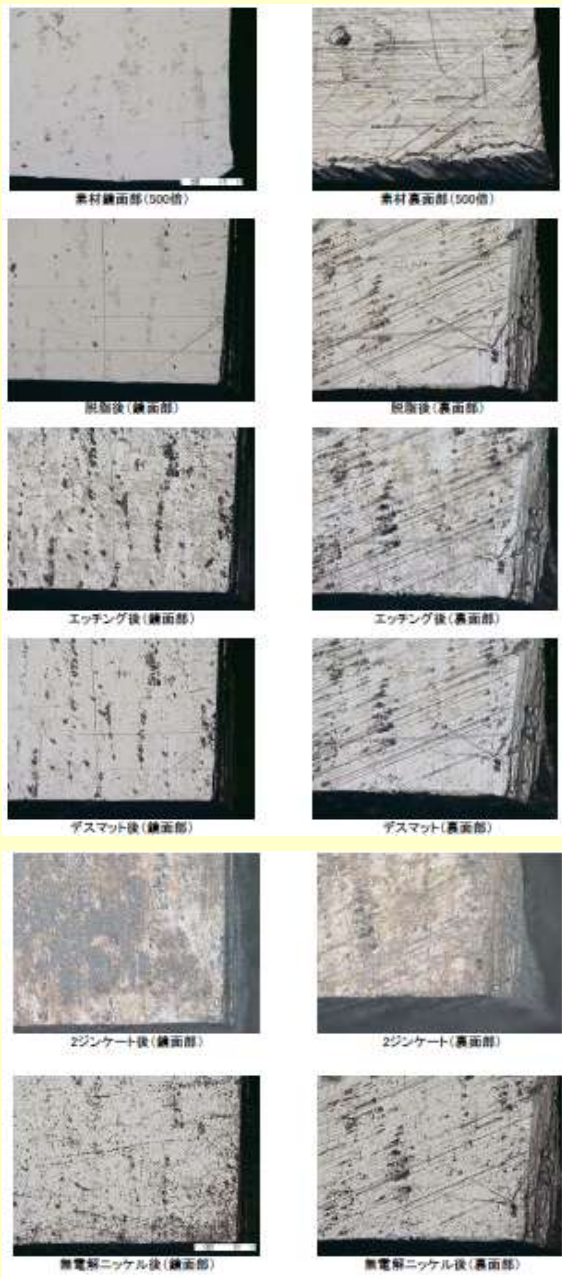 素材鏡面部(500倍)
素材裏面部(500倍)
脱脂後(鏡面部)
脱脂後(裏面部)
エッチング後(鏡面部)
エッチング後(裏面部)
デスマット後(鏡面部)
デスマット(裏面部)
2ジンケート後(鏡面部)
2ジンケート(裏面部)
無電解ニッケル後(鏡面部)
無電解ニッケル後(裏面部)